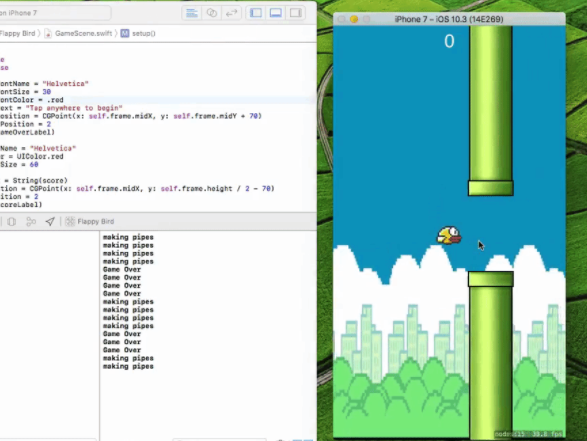 on iPhone 7
Flappy Bird
GameScene.swift
setup()
e
se
ontName = "Helvetica"
ontSize = 30
ontColor = .red
ext = "Tap anywhere to begin"
osition = CGPoint(x: self.frame.midX, y: self.frame.midY + 70)
Position = 2
ameOverLabel)
Name = "Helvetica"
r = UIColor.red
Size = 60
= String(score)
tion = CGPoint(x: self.frame.midX, y: self.frame.height / 2 - 70)
ition = 2
coreLabel)
Flappy Bird
making pipes
making pipes
making pipes
making pipes
Game Over
Game Over
Game Over
Game Over
making pipes
making pipes
making pipes
making pipes
Game Over
Game Over
Game Over
making pipes
making pipes
iPhone 7 – iOS 10.3 (14E269)
0